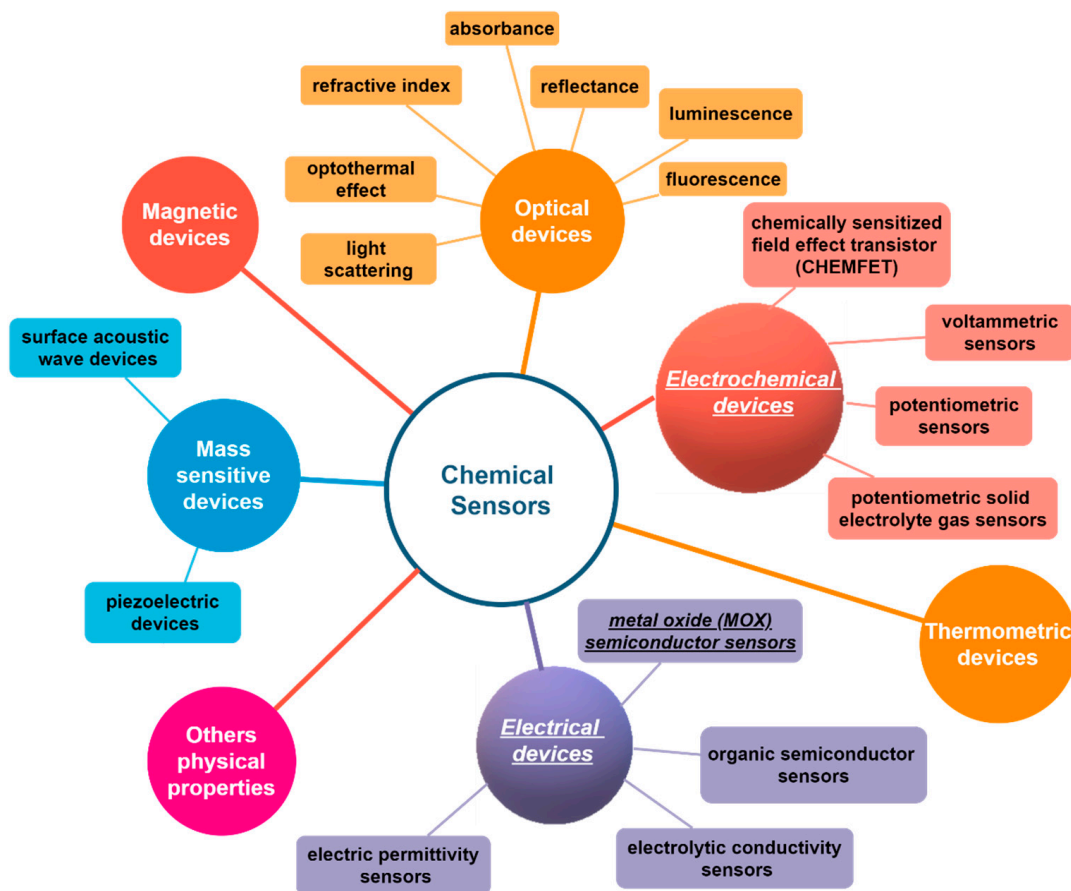 absorbance
refractive index
reflectance
luminescence
optothermal
effect
fluorescence
light
scattering
Optical
devices
Magnetic
devices
chemically sensitized
field effect transistor
(CHEMFET)
voltammetric
sensors
Electrochemical
devices
potentiometric
sensors
potentiometric solid
electrolyte gas sensors
surface acoustic
wave devices
Mass
sensitive
devices
piezoelectric
devices
Chemical
Sensors
Thermometric
devices
metal oxide (MOX)
semiconductor sensors
Electrical
devices
organic semiconductor
sensors
electric permittivity
sensors
electrolytic conductivity
sensors
Others
physical
properties